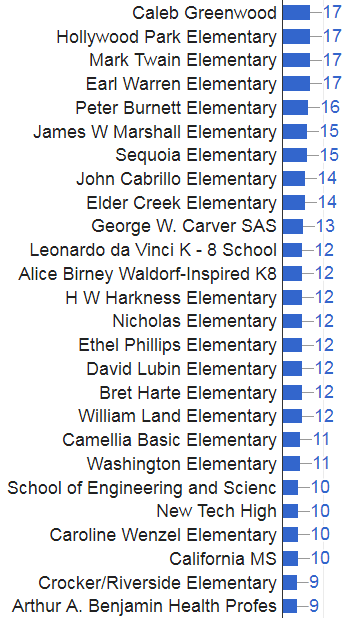 Caleb Greenwood 17
Hollywood Park Elementary 17
Mark Twain Elementary 17
Earl Warren Elementary 17
Peter Burnett Elementary 16
James W Marshall Elementary 15
Sequoia Elementary 15
John Cabrillo Elementary 14
Elder Creek Elementary 14
George W. Carver SAS 13
Leonardo da Vinci K - 8 School 12
Alice Birney Waldorf-Inspired K8 12
H W Harkness Elementary 12
Nicholas Elementary 12
Ethel Phillips Elementary 12
David Lubin Elementary 12
Bret Harte Elementary 12
William Land Elementary 12
Camellia Basic Elementary 11
Washington Elementary 11
School of Engineering and Scienc 10
New Tech High 10
Caroline Wenzel Elementary 10
California MS 10
Crocker/Riverside Elementary 9
Arthur A. Benjamin Health Profes 9